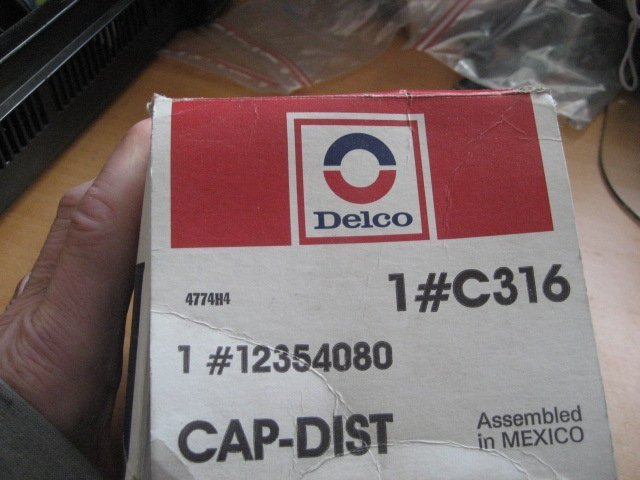 Delco
4774H4
1#C316
1 #12354080
CAP-DIST
Assembled
in MEXICO